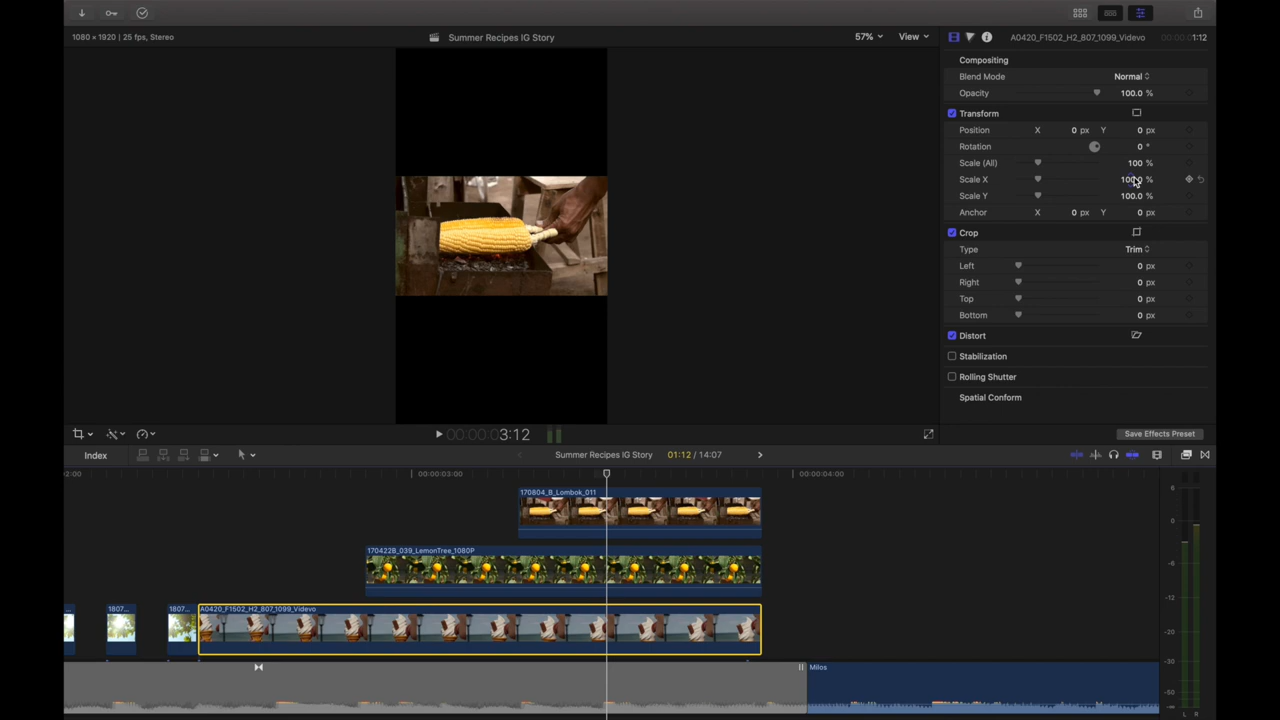 1080 × 1920 | 25 fps, Stereo
Summer Recipes IG Story
57%
View
A0420_F1502_H2_807_1099_Videvo
00:00:01:12
Compositing
Blend Mode Normal
Opacity 100.0 %
Transform
Position X 0 px Y 0 px
Rotation 0 °
Scale (All) 100 %
Scale X 100.0 %
Scale Y 100.0 %
Anchor X 0 px Y 0 px
Crop
Type Trim
Left 0 px
Right 0 px
Top 0 px
Bottom 0 px
Distort
Stabilization
Rolling Shutter
Spatial Conform
00:00:03:12
Save Effects Preset
Index
Summer Recipes IG Story
01:12 / 14:07
2:00
00:00:03:00
00:00:04:00
170804_B_Lombok_011
170422B_039_LemonTree_1080P
1807...
1807...
A0420_F1502_H2_807_1099_Videvo
Milos
6
0
-6
-12
-20
-30
-50
-∞
L R